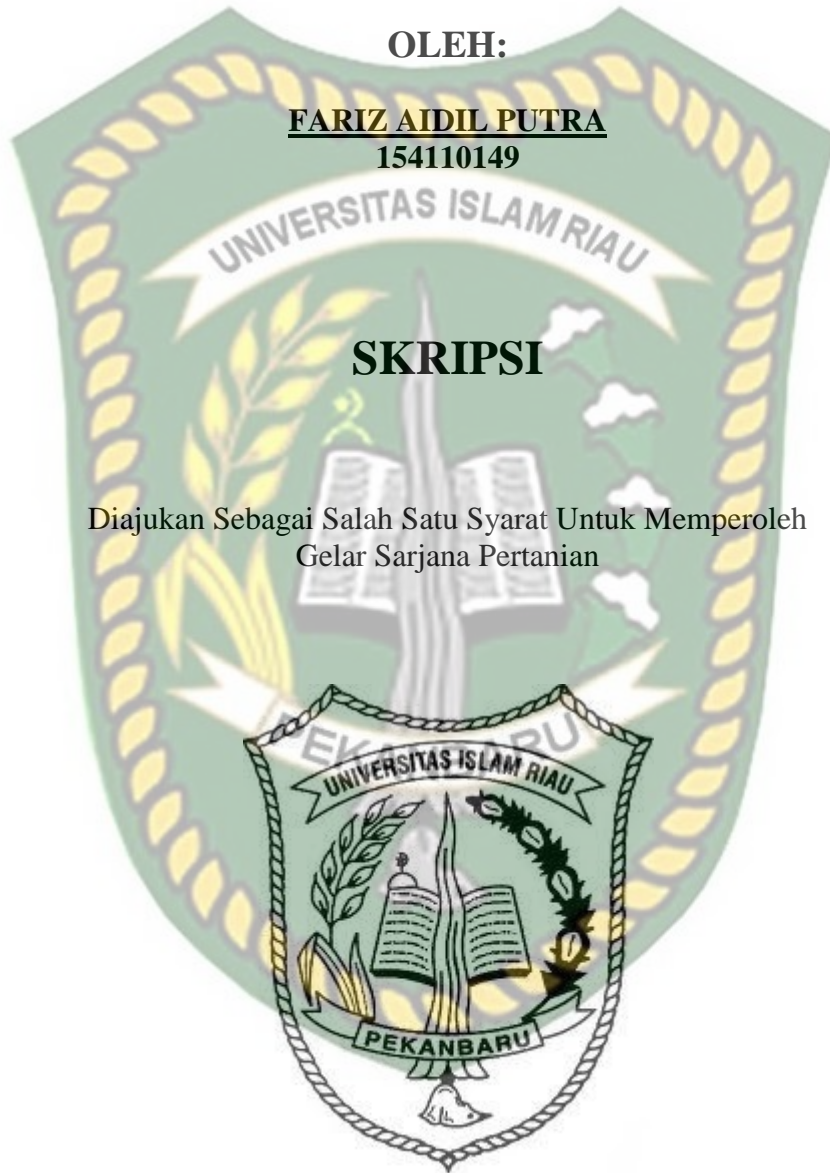 OLEH:
FARIZ AIDIL PUTRA
154110149
UNIVERSITAS ISLAM RIAU
SKRIPSI
Diajukan Sebagai Salah Satu Syarat Untuk Memperoleh
Gelar Sarjana Pertanian
PEKANBARU
UNIVERSITAS ISLAM RIAU
PEKANBARU